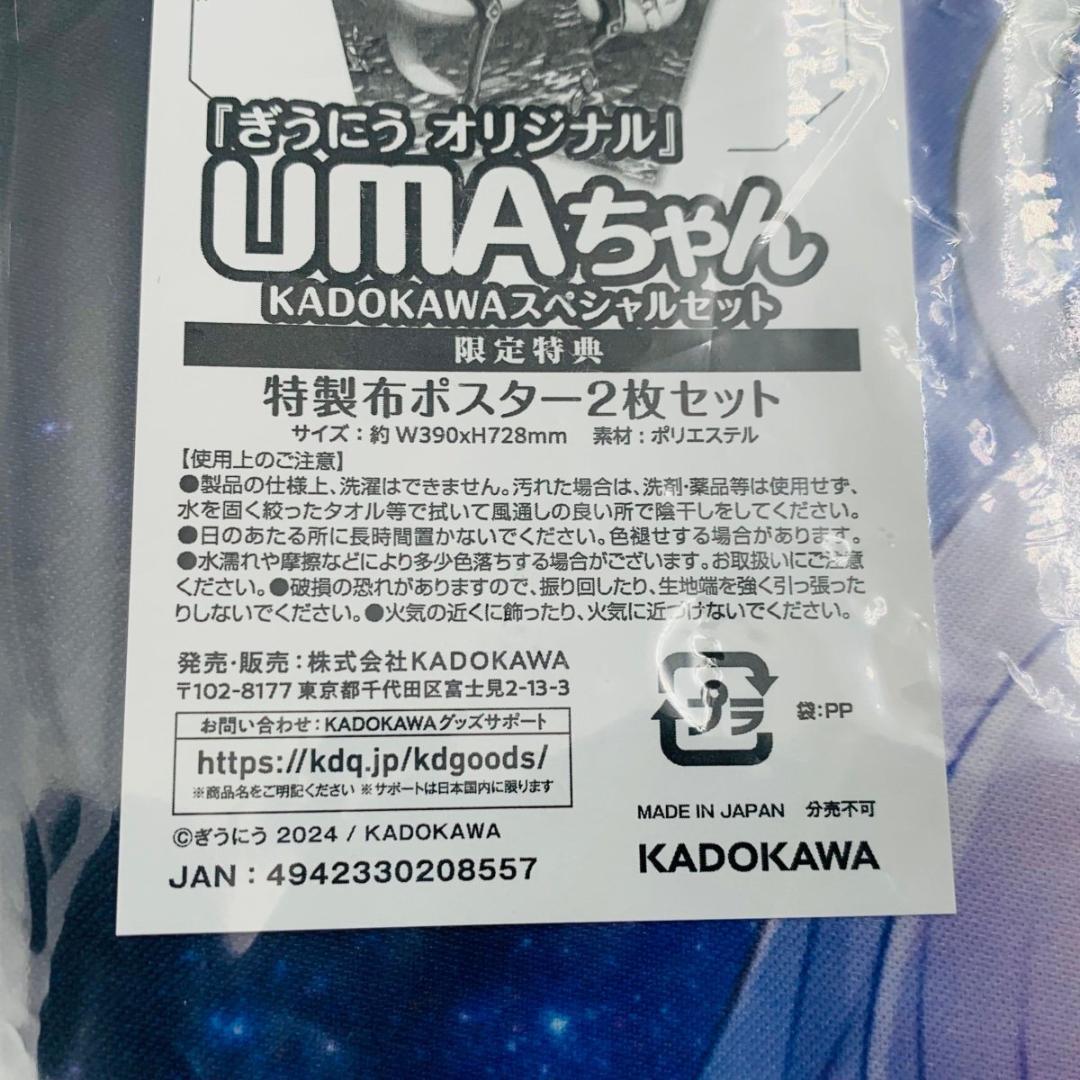 『ぎうにう オリジナル』
UMAちゃん
KADOKAWAスペシャルセット
限定特典
特製布ポスター2枚セット
サイズ：約 W390xH728mm 素材：ポリエステル
【使用上のご注意】
●製品の仕様上、洗濯はできません。汚れた場合は、洗剤・薬品等は使用せず、
水を固く絞ったタオル等で拭いて風通しの良い所で陰干しをしてください。
●日のあたる所に長時間置かないでください。色褪せする場合があります。
●水濡れや摩擦などにより多少色落ちする場合がございます。お取扱いにご注意
ください。●破損の恐れがありますので、振り回したり、生地端を強く引っ張った
りしないでください。●火気の近くに飾ったり、火気に近づけないでください。
発売・販売：株式会社KADOKAWA
〒102-8177 東京都千代田区富士見2-13-3
お問い合わせ：KADOKAWAグッズサポート
https://kdq.jp/kdgoods/
※商品名をご明記ください ※サポートは日本国内に限ります
プラ
袋：PP
©ぎうにう 2024 / KADOKAWA
JAN：4942330208557
MADE IN JAPAN 分売不可
KADOKAWA